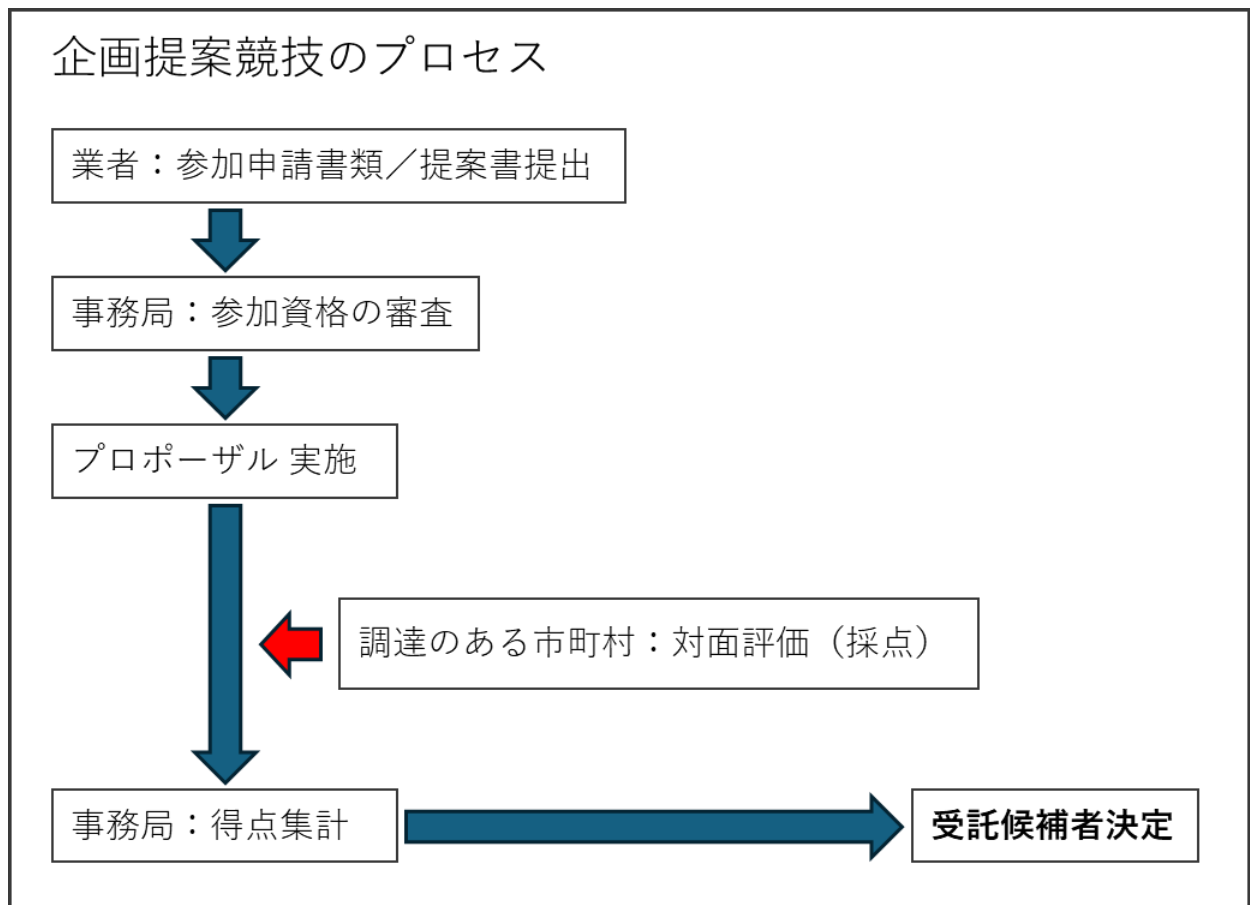 企画提案競技のプロセス
業者：参加申請書類／提案書提出
事務局：参加資格の審査
プロポーザル 実施
調達のある市町村：対面評価（採点）
事務局：得点集計
受託候補者決定